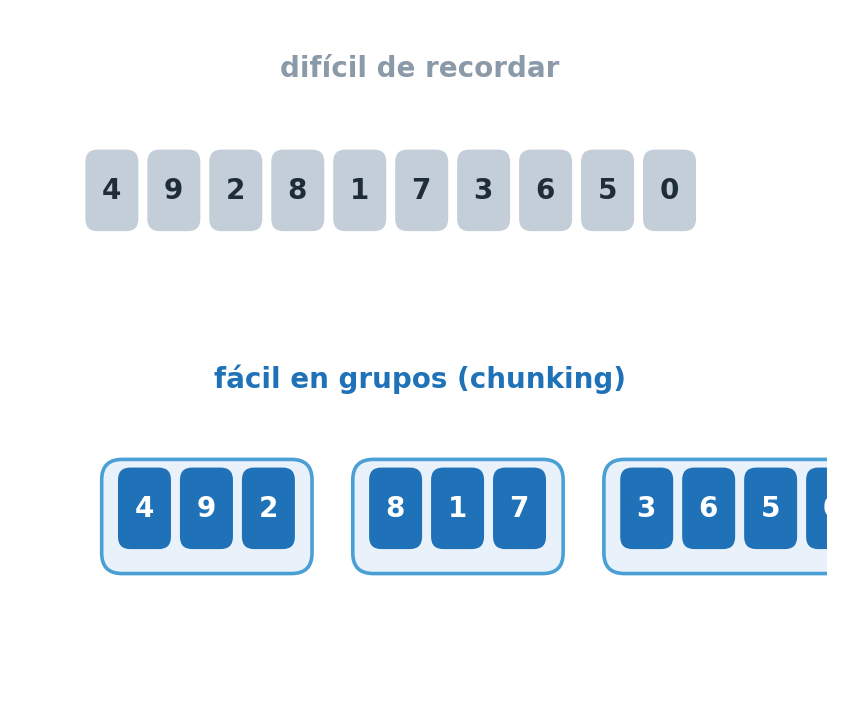 difícil de recordar
4 9 2 8 1 7 3 6 5 0
fácil en grupos (chunking)
4 9 2 8 1 7 3 6 5